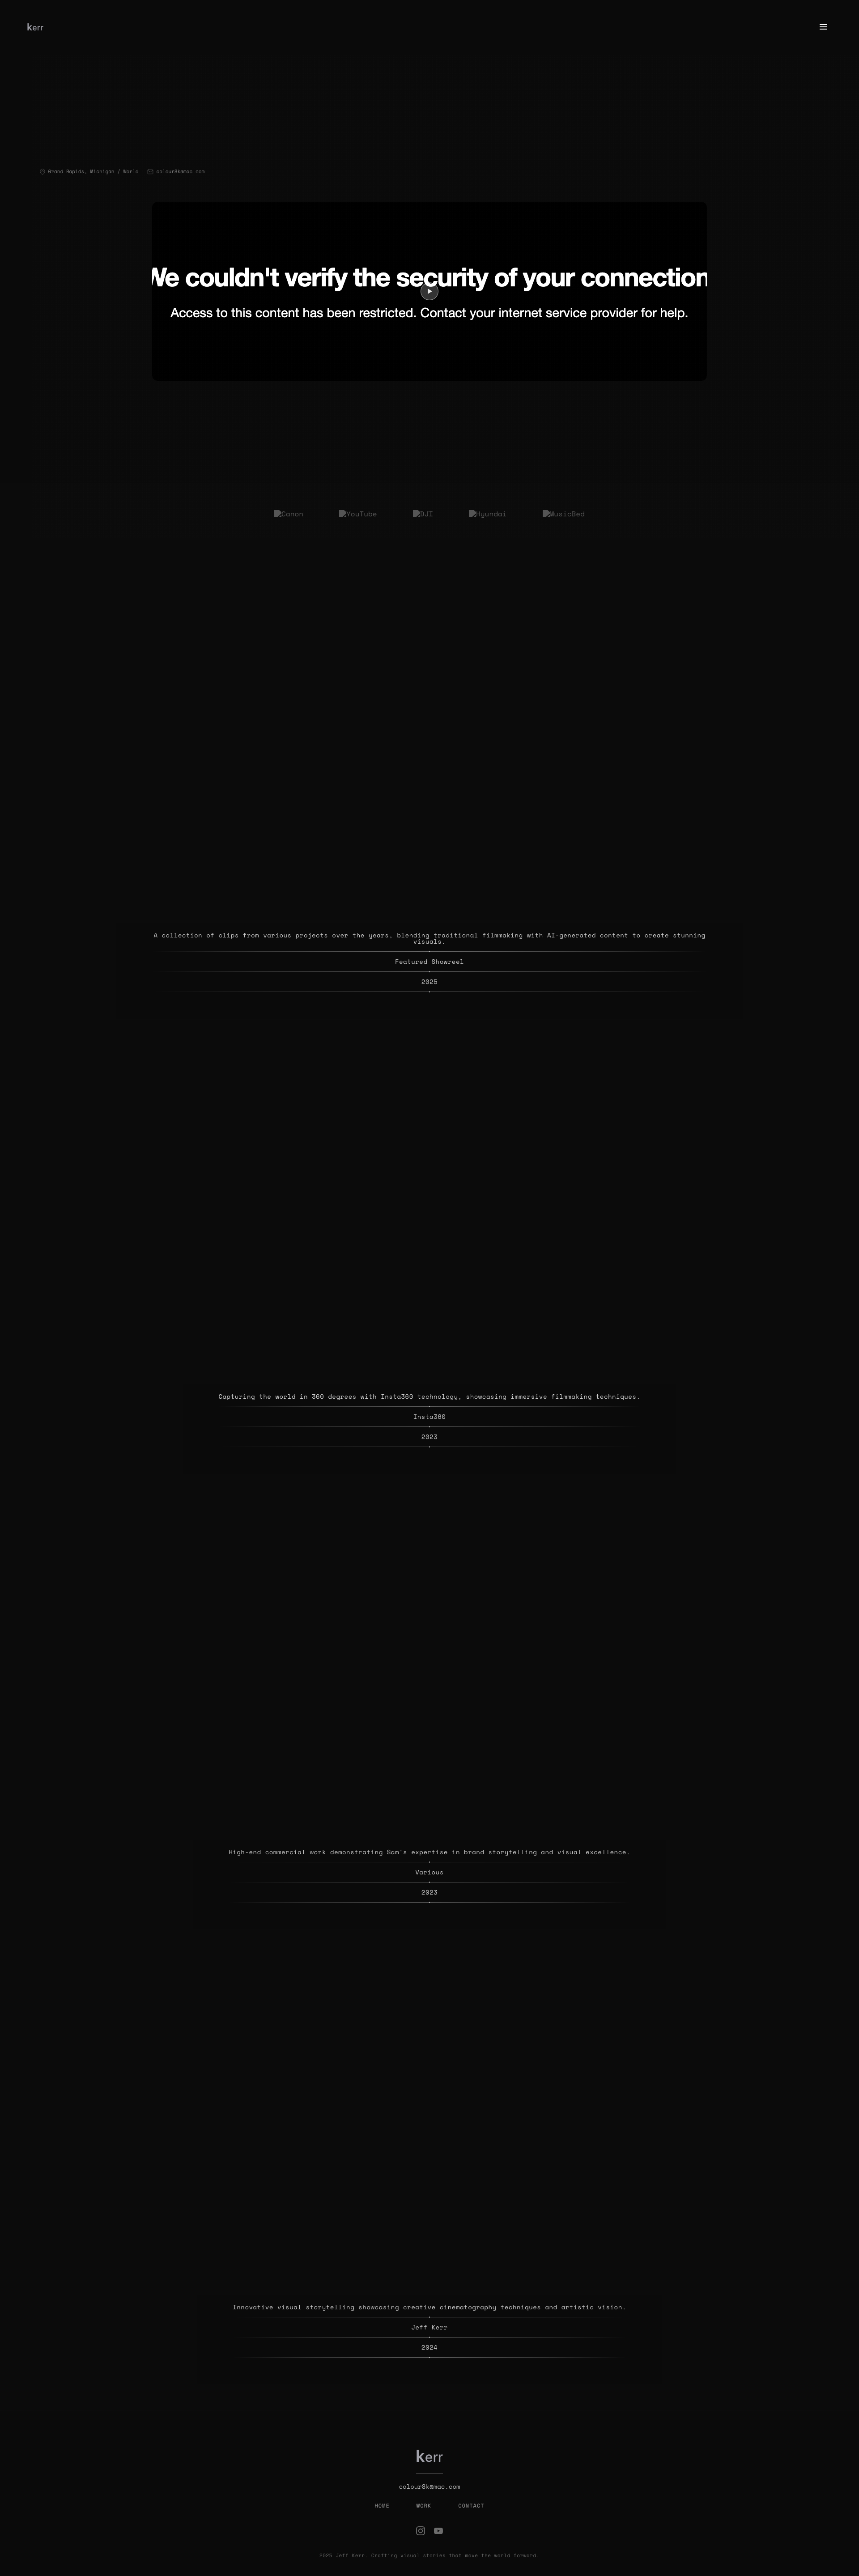 kerr
Grand Rapids, Michigan / World
colour8k@mac.com
We couldn't verify the security of your connection
Access to this content has been restricted. Contact your internet service provider for help.
Canon
YouTube
DJI
Hyundai
MusicBed
A collection of clips from various projects over the years, blending traditional filmmaking with AI-generated content to create stunning
visuals.
Featured Showreel
2025
Capturing the world in 360 degrees with Insta360 technology, showcasing immersive filmmaking techniques.
Insta360
2023
High-end commercial work demonstrating Sam's expertise in brand storytelling and visual excellence.
Various
2023
Innovative visual storytelling showcasing creative cinematography techniques and artistic vision.
Jeff Kerr
2024
kerr
colour8k@mac.com
HOME
WORK
CONTACT
2025 Jeff Kerr. Crafting visual stories that move the world forward.